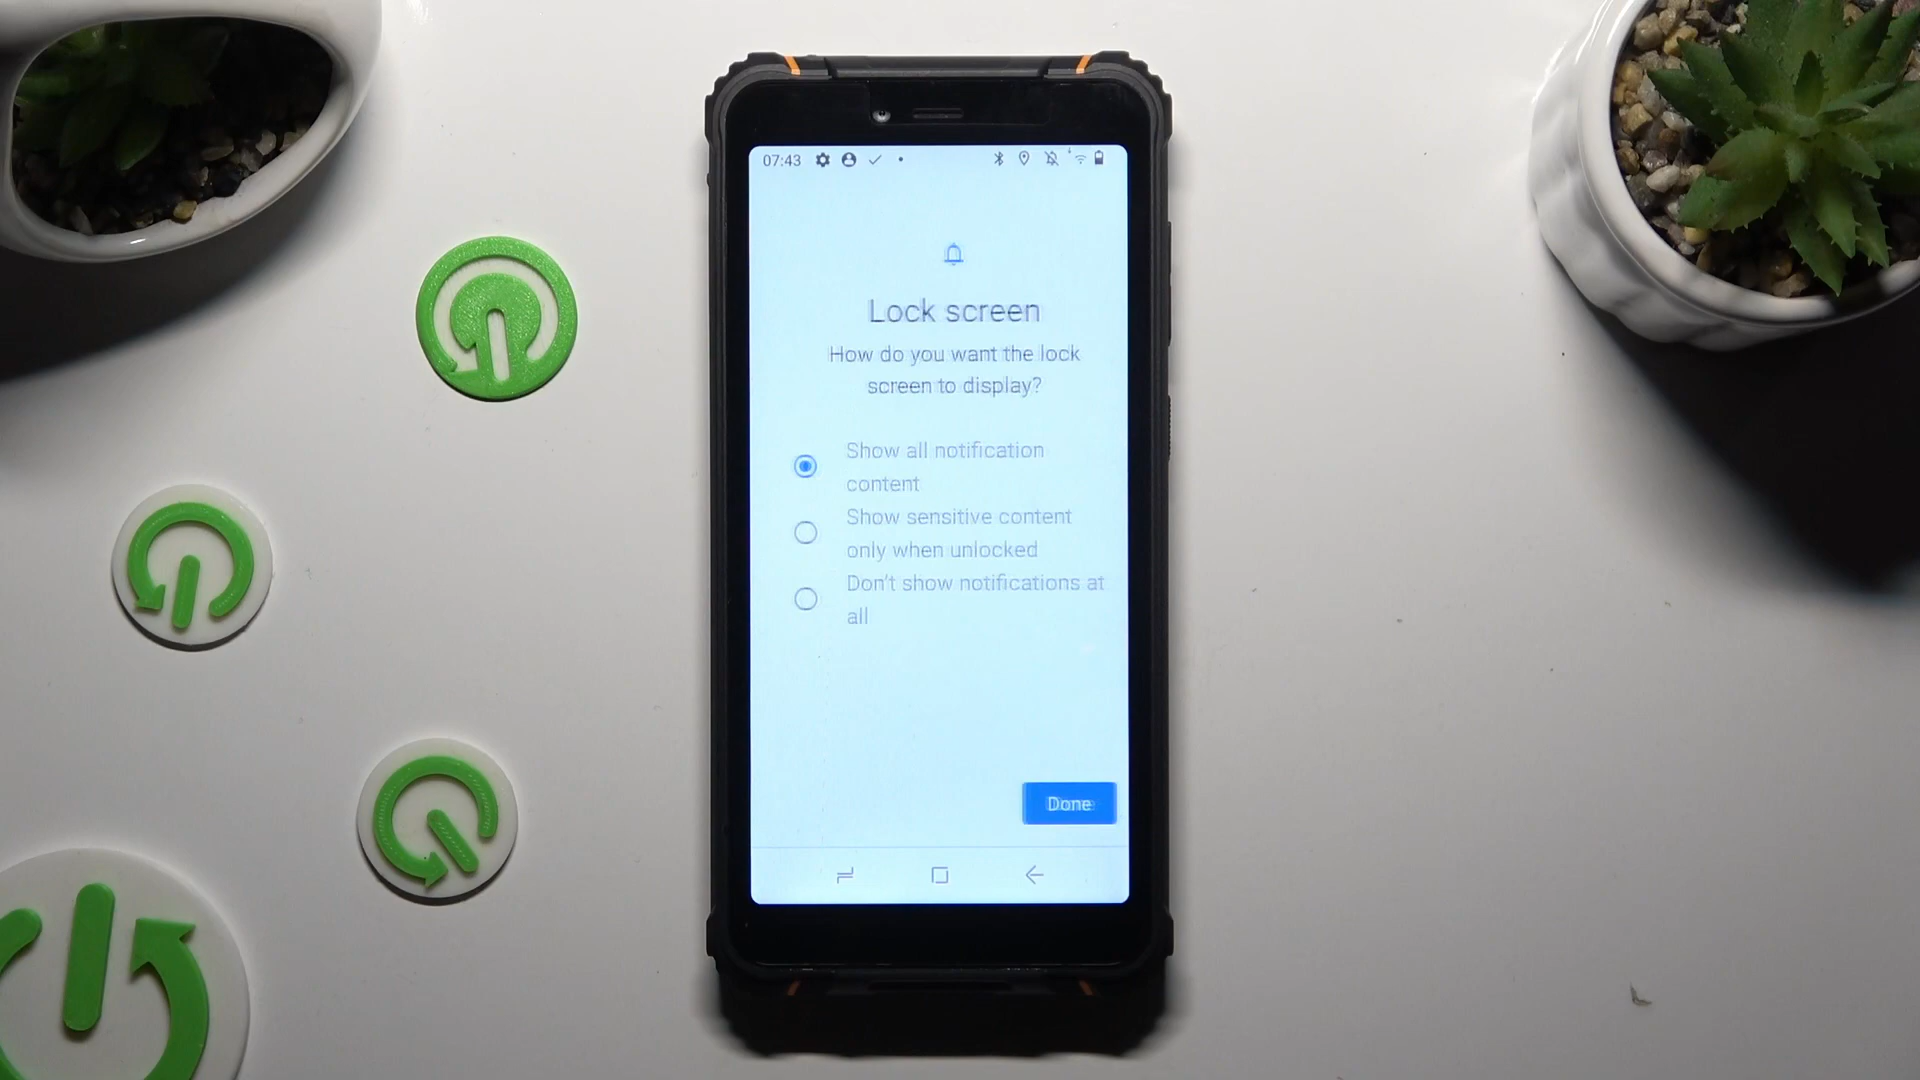 07:43
Lock screen
How do you want the lock
screen to display?
Show all notification
content
Show sensitive content
only when unlocked
Don't show notifications at
all
Done